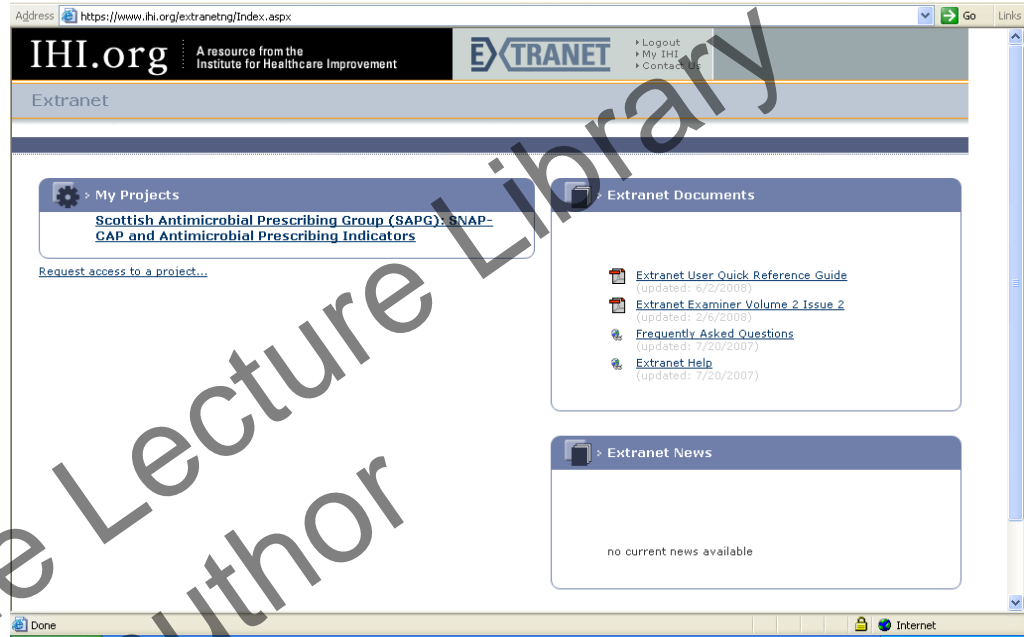 Address https://www.ihi.org/extranetng/Index.aspx Go Links
IHI.org
A resource from the
Institute for Healthcare Improvement
EXTRANET
Logout
My IHI
Contact Us
Extranet
> My Projects
Scottish Antimicrobial Prescribing Group (SAPG): SNAP-
CAP and Antimicrobial Prescribing Indicators
Request access to a project...
> Extranet Documents
Extranet User Quick Reference Guide
(updated: 6/2/2008)
Extranet Examiner Volume 2 Issue 2
(updated: 2/6/2008)
Frequently Asked Questions
(updated: 7/20/2007)
Extranet Help
(updated: 7/20/2007)
> Extranet News
no current news available
Done Internet
e Lecture Library
uthor